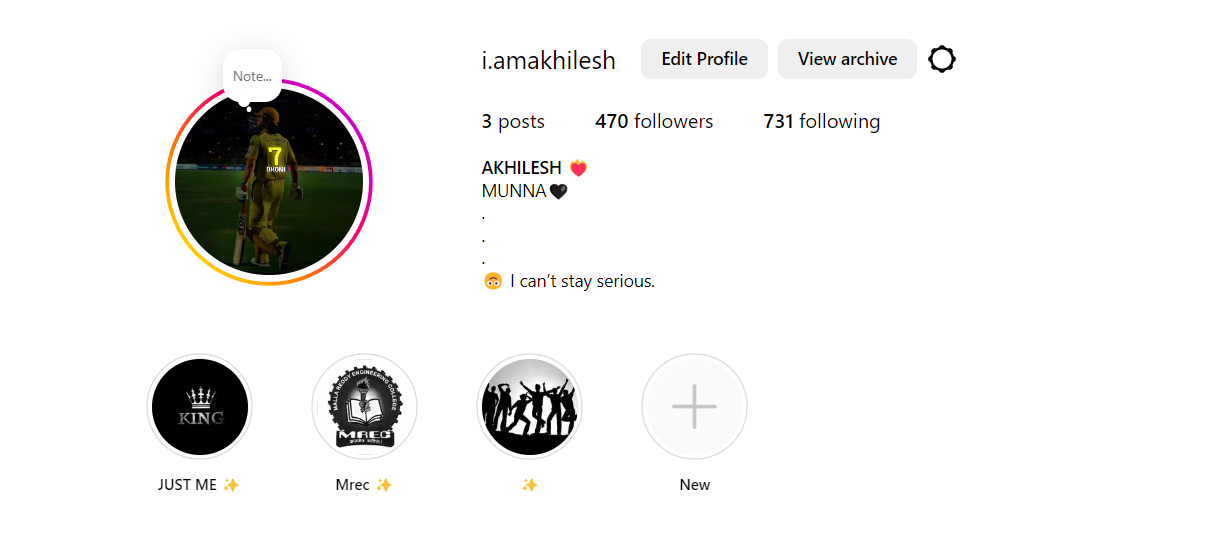 Note...
i.amakhilesh
Edit Profile
View archive
3 posts
470 followers
731 following
7
DHONI
AKHILESH ❤️‍🔥
MUNNA🖤
.
.
.
🙃 I can't stay serious.
KING
MALLA REDDY ENGINEERING COLLEGE
MREC
JUST ME ✨
Mrec ✨
✨
New